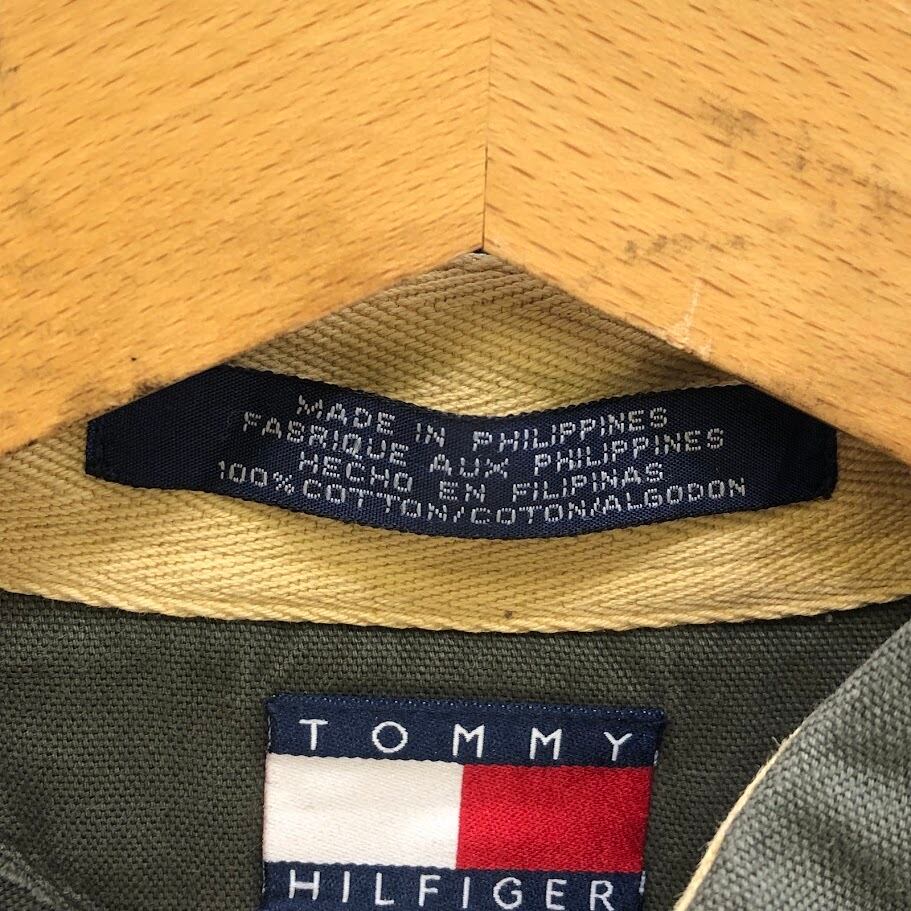 MADE IN PHILIPPINES
FABRIQUE AUX PHILIPPINES
HECHO EN FILIPINAS
100% COTTON/COTON/ALGODON
TOMMY
HILFIGER